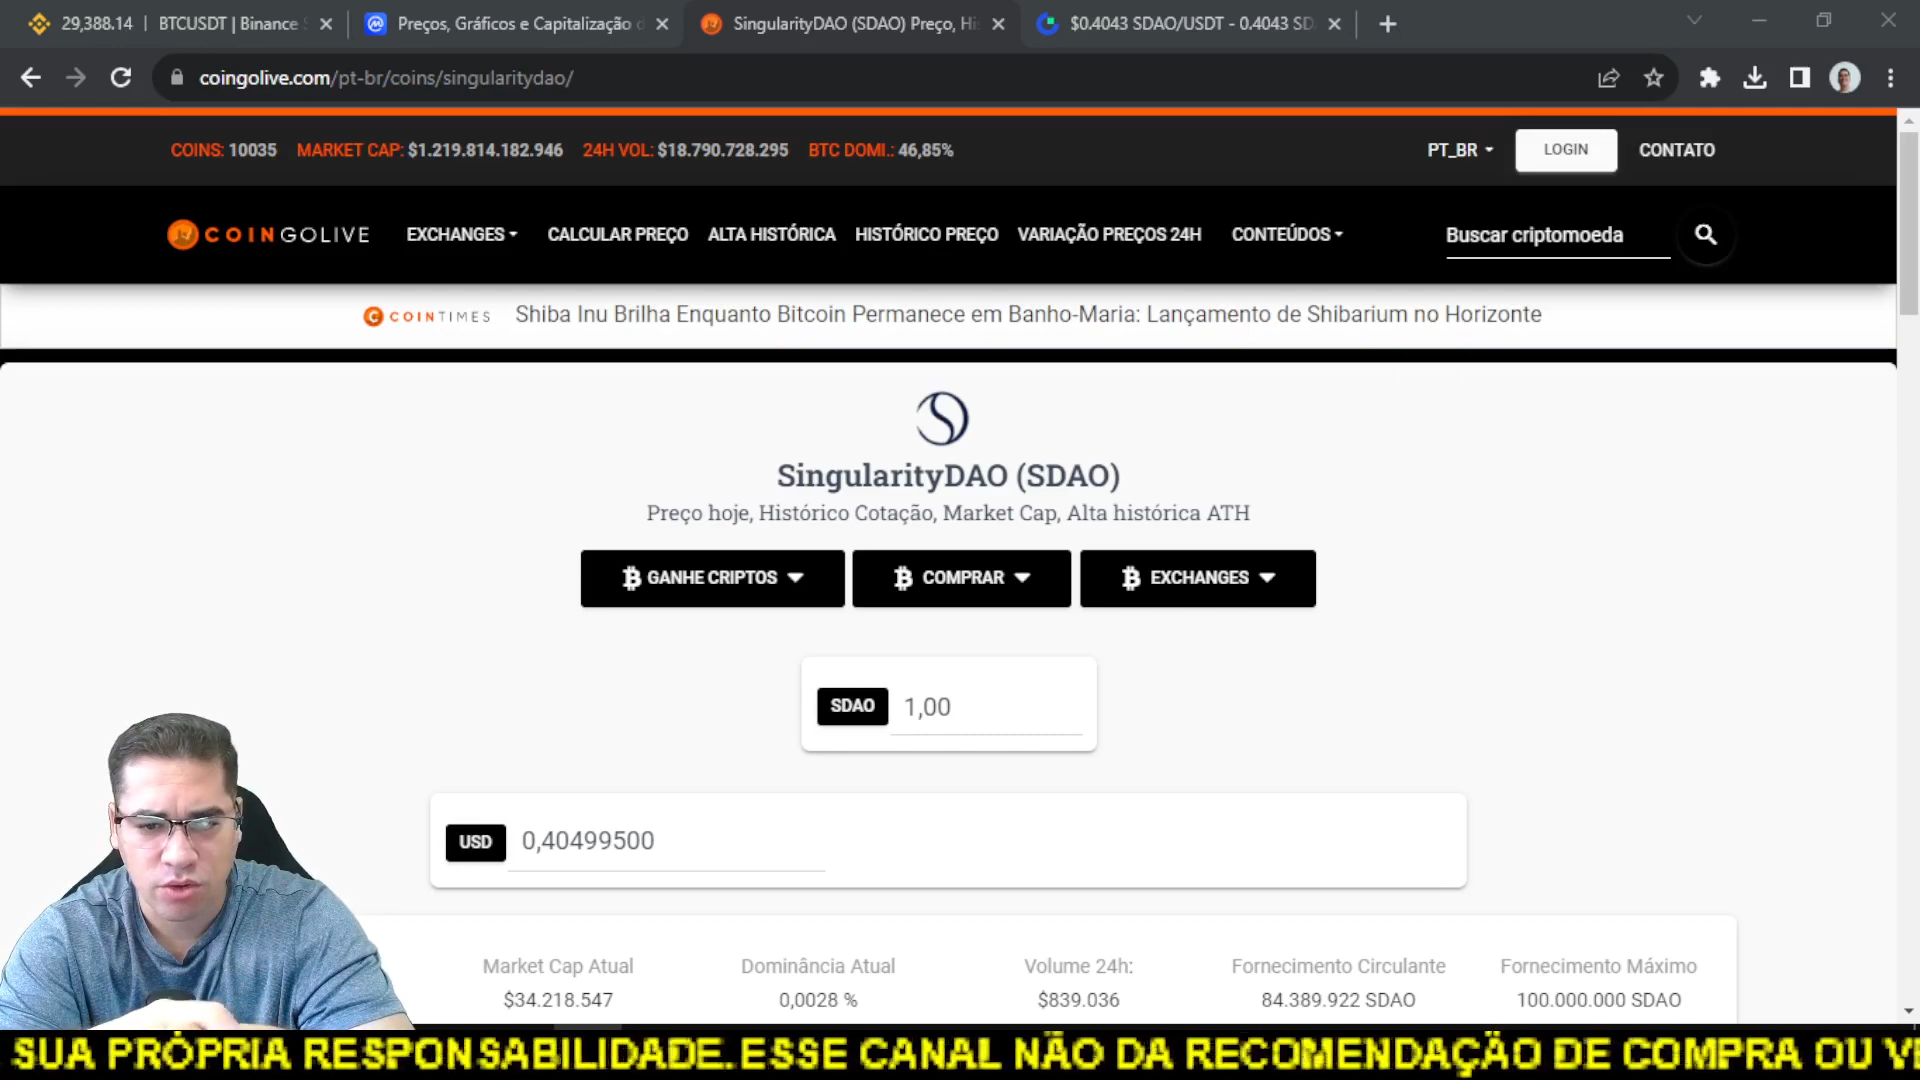 29,388.14 | BTCUSDT | Binance S
Preços, Gráficos e Capitalização d
SingularityDAO (SDAO) Preço, His
$0.4043 SDAO/USDT - 0.4043 SD
coingolive.com/pt-br/coins/singularitydao/
COINS: 10035 MARKET CAP: $1.219.814.182.946 24H VOL: $18.790.728.295 BTC DOMI.: 46,85%
PT_BR LOGIN CONTATO
COINGOLIVE EXCHANGES CALCULAR PREÇO ALTA HISTÓRICA HISTÓRICO PREÇO VARIAÇÃO PREÇOS 24H CONTEÚDOS Buscar criptomoeda
COINTIMES Shiba Inu Brilha Enquanto Bitcoin Permanece em Banho-Maria: Lançamento de Shibarium no Horizonte
SingularityDAO (SDAO)
Preço hoje, Histórico Cotação, Market Cap, Alta histórica ATH
GANHE CRIPTOS COMPRAR EXCHANGES
SDAO 1,00
USD 0,40499500
Market Cap Atual Dominância Atual Volume 24h: Fornecimento Circulante Fornecimento Máximo
$34.218.547 0,0028 % $839.036 84.389.922 SDAO 100.000.000 SDAO
SUA PRÓPRIA RESPONSABILIDADE.ESSE CANAL NÃO DA RECOMENDAÇÃO DE COMPRA OU VE